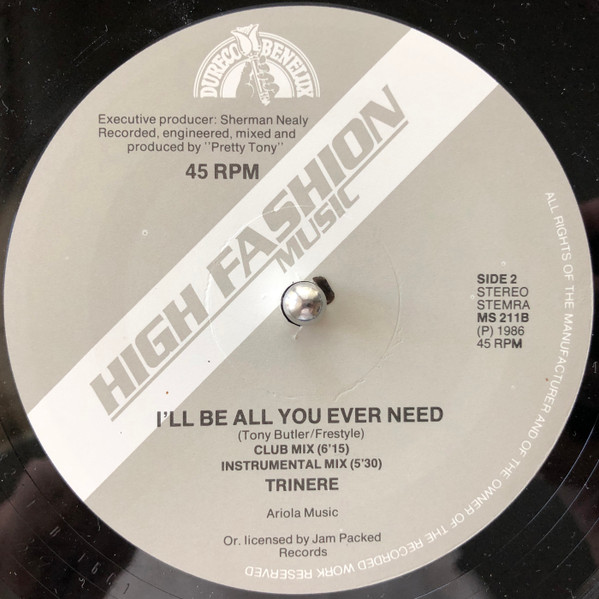 DURECO BENELUX
Executive producer: Sherman Nealy
Recorded, engineered, mixed and
produced by "Pretty Tony"
45 RPM
HIGH FASHION
MUSIC
SIDE 2
STEREO
STEMRA
MS 211B
(P) 1986
45 RPM
I'LL BE ALL YOU EVER NEED
(Tony Butler/Frestyle)
CLUB MIX (6'15)
INSTRUMENTAL MIX (5'30)
TRINERE
Ariola Music
Or. licensed by Jam Packed
Records
ALL RIGHTS OF THE MANUFACTURER AND OF THE OWNER OF THE RECORDED WORK RESERVED